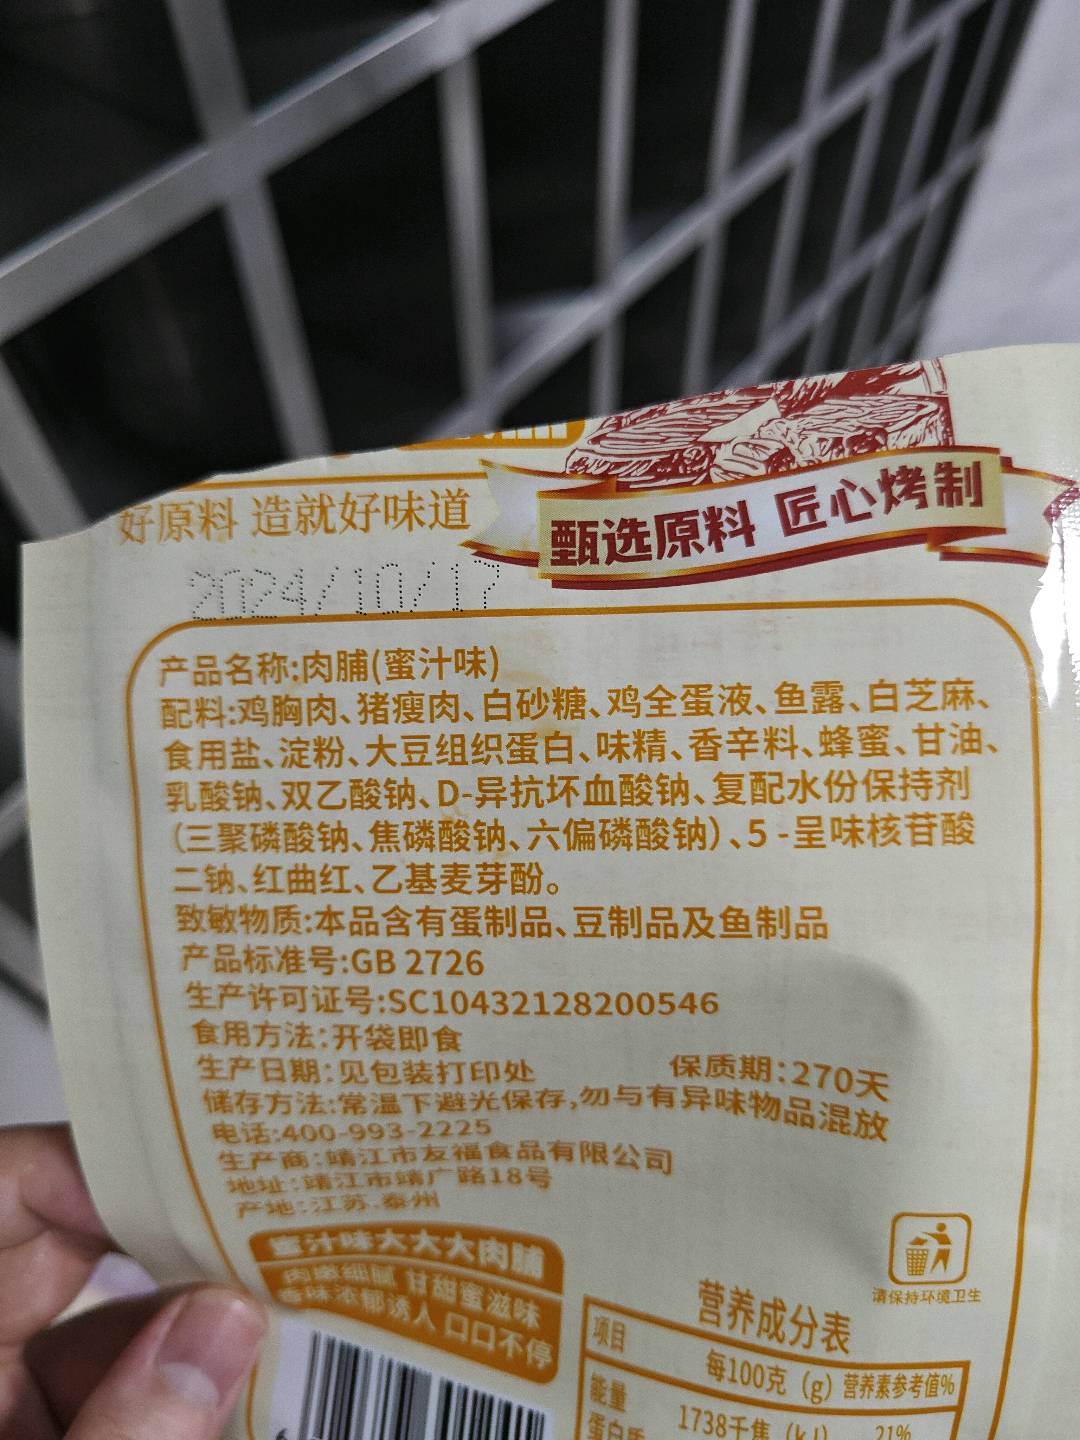 好原料 造就好味道
甄选原料 匠心烤制
2024/10/17
产品名称:肉脯(蜜汁味)
配料:鸡胸肉、猪瘦肉、白砂糖、鸡全蛋液、鱼露、白芝麻、
食用盐、淀粉、大豆组织蛋白、味精、香辛料、蜂蜜、甘油、
乳酸钠、双乙酸钠、D-异抗坏血酸钠、复配水份保持剂
(三聚磷酸钠、焦磷酸钠、六偏磷酸钠)、5 -呈味核苷酸
二钠、红曲红、乙基麦芽酚。
致敏物质:本品含有蛋制品、豆制品及鱼制品
产品标准号:GB 2726
生产许可证号:SC10432128200546
食用方法:开袋即食
生产日期:见包装打印处 保质期:270天
储存方法:常温下避光保存,勿与有异味物品混放
电话:400-993-2225
生产商:靖江市友福食品有限公司
地址:靖江市靖广路18号
产地:江苏.泰州
蜜汁味大大大肉脯
肉束细腻 甘甜蜜滋味
香味浓郁诱人 口口不停
请保持环境卫生
营养成分表
项目 每100克 (g) 营养素参考值%
能量 1738千焦 (kJ) 21%
蛋白质